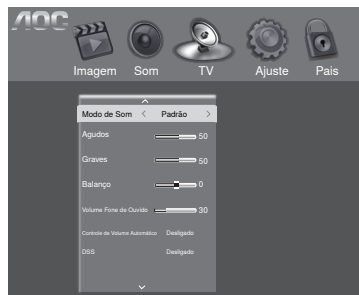 AOC
Imagem Som TV Ajuste Pais
Modo de Som < Padrão >
Agudos 50
Graves 50
Balanço 0
Volume Fone de Ouvido 30
Controle de Volume Automático Desligado
DSS Desligado